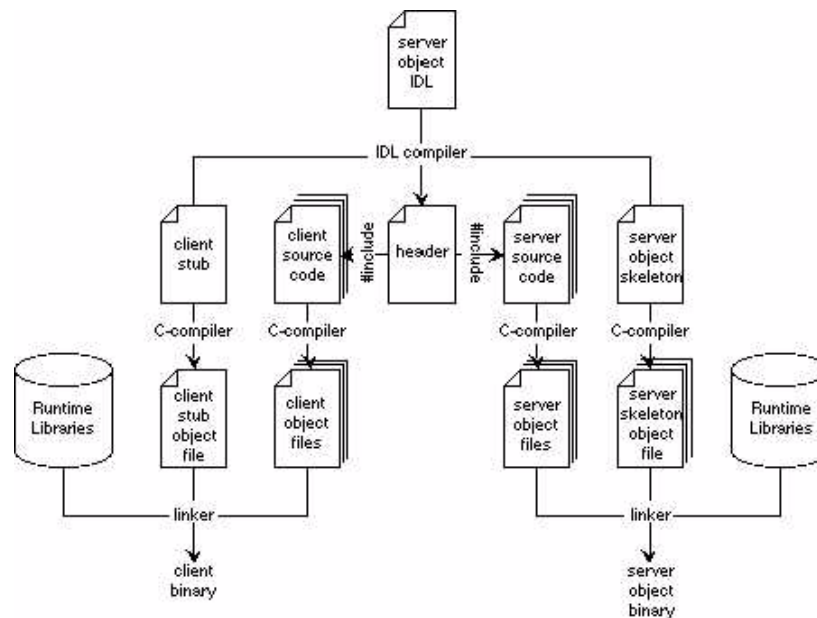 server
object
IDL
IDL compiler
client
stub
client
source
code
#include
header
#include
server
source
code
server
object
skeleton
C-compiler
C-compiler
C-compiler
C-compiler
Runtime
Libraries
client
stub
object
file
client
object
files
server
object
files
server
skeleton
object
file
Runtime
Libraries
linker
linker
client
binary
server
object
binary